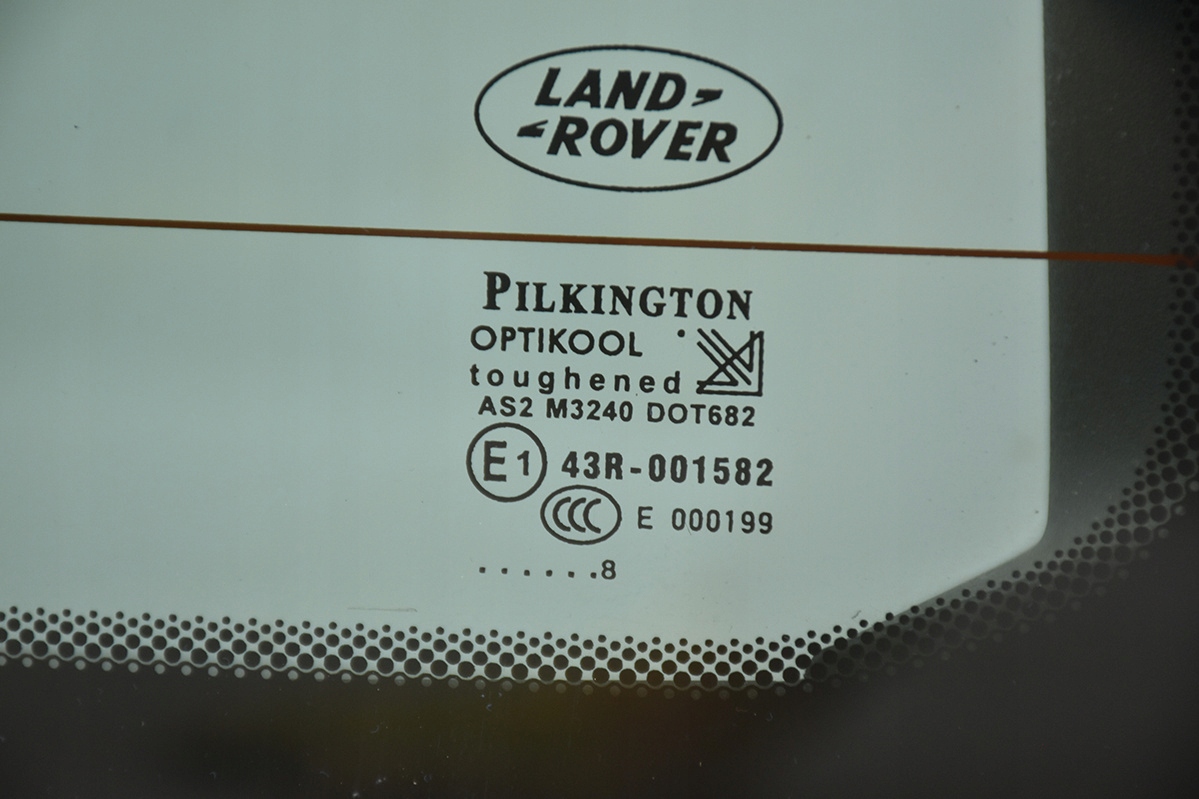 LAND
ROVER
PILKINGTON
OPTIKOOL
toughened
AS2 M3240 DOT682
E1 43R-001582
CCC E 000199
. . . . . . .8